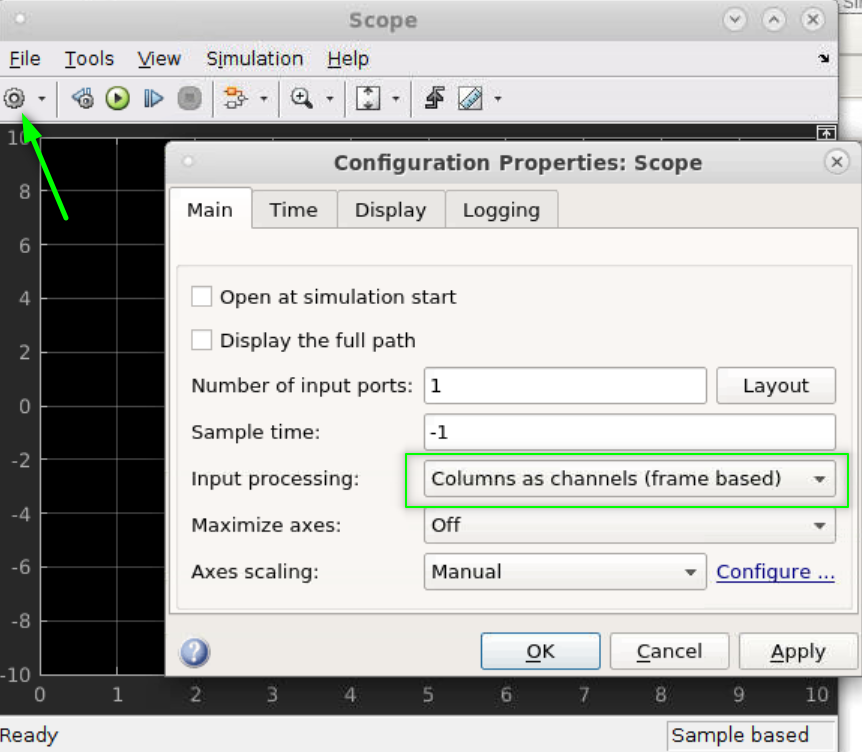 Scope
File Tools View Simulation Help
10
8
6
4
2
0
-2
-4
-6
-8
-10
0 1 2 3 4 5 6 7 8 9 10
Configuration Properties: Scope
Main Time Display Logging
Open at simulation start
Display the full path
Number of input ports: 1 Layout
Sample time: -1
Input processing: Columns as channels (frame based)
Maximize axes: Off
Axes scaling: Manual Configure ...
? OK Cancel Apply
Ready Sample based